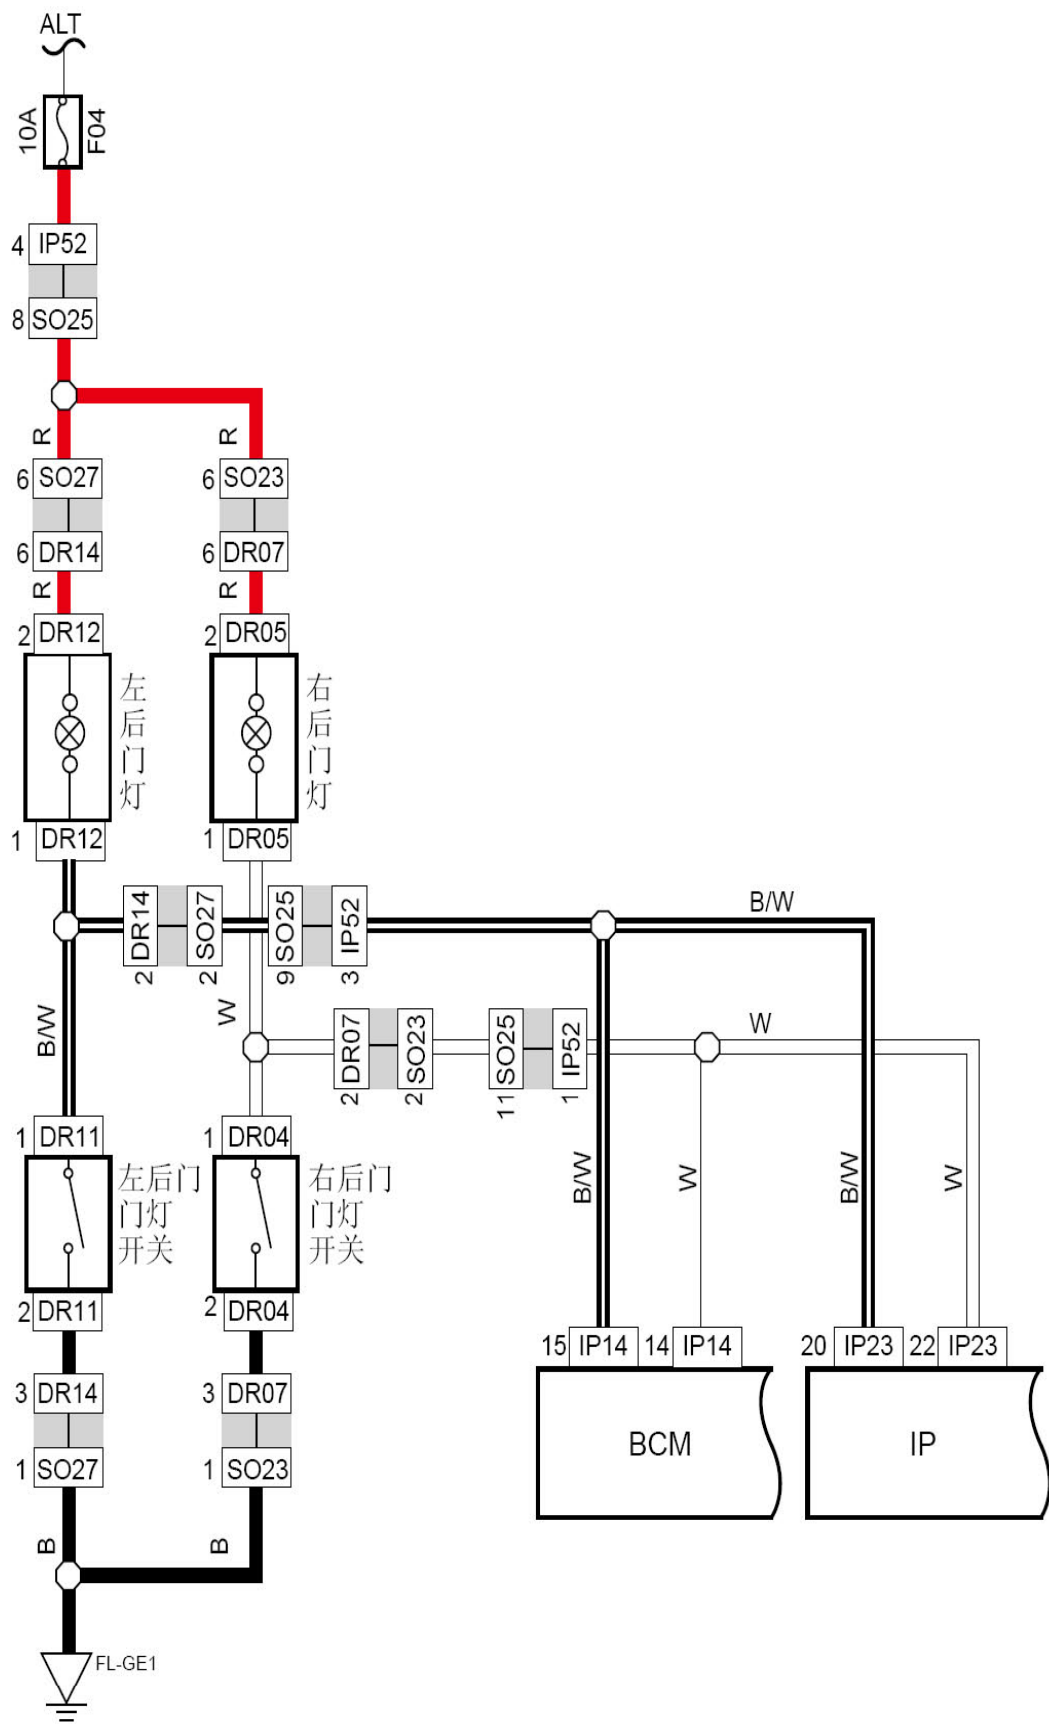 ALT
10A
F04
4 IP52
8 SO25
R
R
6 SO27
6 SO23
6 DR14
6 DR07
R
R
2 DR12
2 DR05
左后门灯
右后门灯
1 DR12
1 DR05
DR14 2
SO27 2
SO25 9
IP52 3
B/W
B/W
W
DR07 2
SO23 2
SO25 11
IP52 1
W
1 DR11
1 DR04
左后门
门灯
开关
右后门
门灯
开关
B/W
W
B/W
W
2 DR11
2 DR04
15 IP14
14 IP14
20 IP23
22 IP23
3 DR14
3 DR07
BCM
IP
1 SO27
1 SO23
B
B
FL-GE1